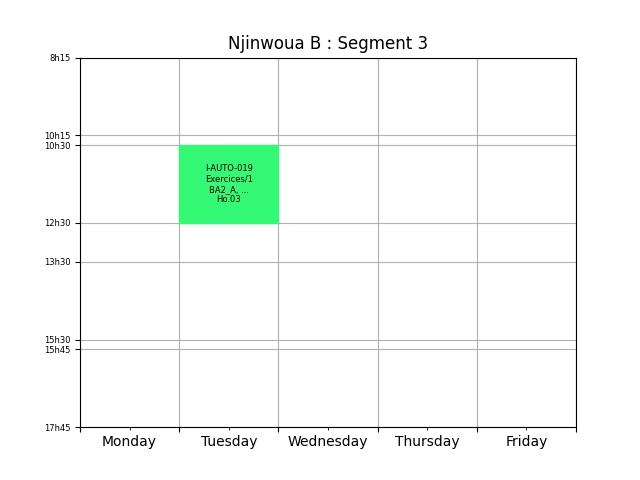 Njinwoua B : Segment 3
8h15
10h15
10h30
I-AUTO-019
Exercices/1
BA2_A, ...
Ho.03
12h30
13h30
15h30
15h45
17h45
Monday Tuesday Wednesday Thursday Friday